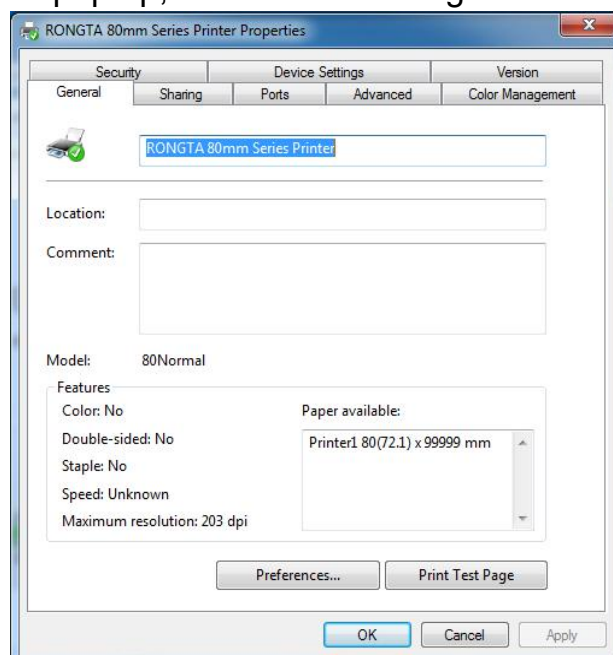 RONGTA 80mm Series Printer Properties
Security Device Settings Version
General Sharing Ports Advanced Color Management
RONGTA 80mm Series Printer
Location:
Comment:
Model: 80Normal
Features
Color: No Paper available:
Double-sided: No Printer1 80(72.1) x 99999 mm
Staple: No
Speed: Unknown
Maximum resolution: 203 dpi
Preferences... Print Test Page
OK Cancel Apply